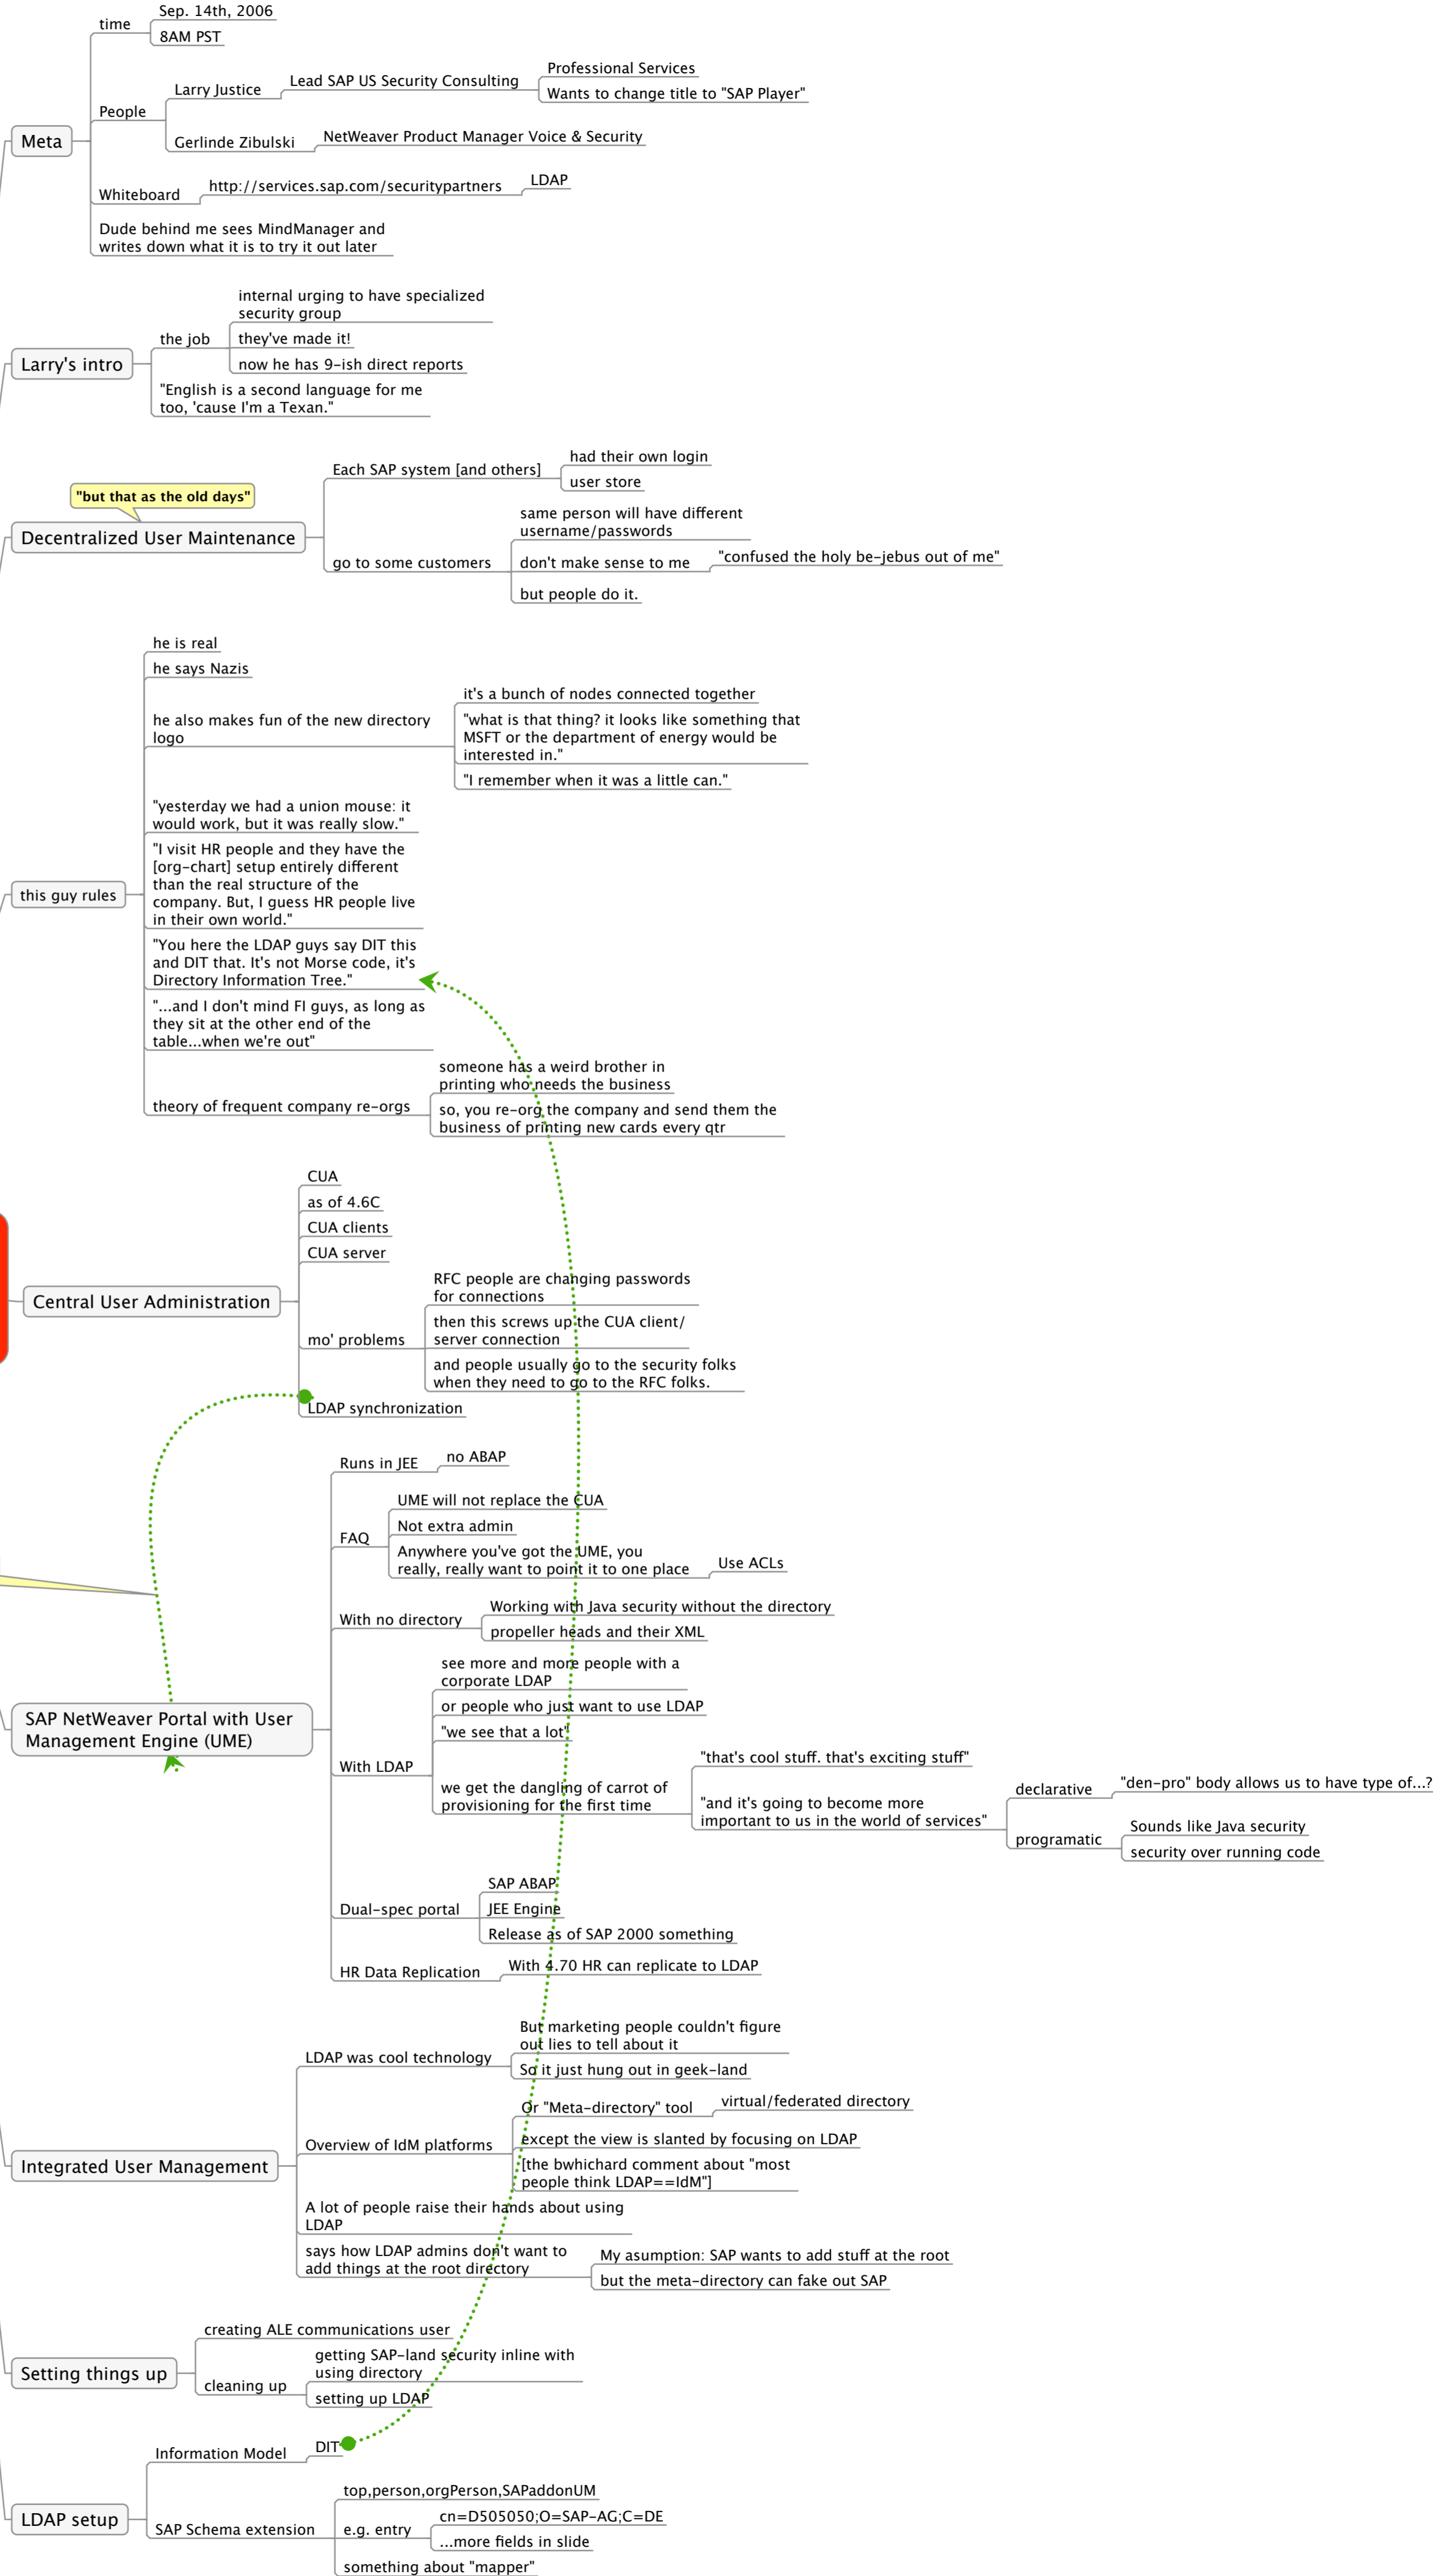 Sep. 14th, 2006
time
8AM PST
Professional Services
Larry Justice
Lead SAP US Security Consulting
Wants to change title to "SAP Player"
People
Gerlinde Zibulski
NetWeaver Product Manager Voice & Security
Meta
Whiteboard
http://services.sap.com/securitypartners
LDAP
Dude behind me sees MindManager and
writes down what it is to try it out later
internal urging to have specialized
security group
the job
they've made it!
now he has 9-ish direct reports
Larry's intro
"English is a second language for me
too, 'cause I'm a Texan."
had their own login
Each SAP system [and others]
user store
"but that as the old days"
Decentralized User Maintenance
same person will have different
username/passwords
go to some customers
don't make sense to me
"confused the holy be-jebus out of me"
but people do it.
he is real
he says Nazis
it's a bunch of nodes connected together
he also makes fun of the new directory
logo
"what is that thing? it looks like something that
MSFT or the department of energy would be
interested in."
"I remember when it was a little can."
"yesterday we had a union mouse: it
would work, but it was really slow."
this guy rules
"I visit HR people and they have the
[org-chart] setup entirely different
than the real structure of the
company. But, I guess HR people live
in their own world."
"You here the LDAP guys say DIT this
and DIT that. It's not Morse code, it's
Directory Information Tree."
"...and I don't mind FI guys, as long as
they sit at the other end of the
table...when we're out"
someone has a weird brother in
printing who needs the business
theory of frequent company re-orgs
so, you re-org the company and send them the
business of printing new cards every qtr
CUA
as of 4.6C
CUA clients
CUA server
Central User Administration
RFC people are changing passwords
for connections
mo' problems
then this screws up the CUA client/
server connection
and people usually go to the security folks
when they need to go to the RFC folks.
LDAP synchronization
Runs in JEE
no ABAP
UME will not replace the CUA
FAQ
Not extra admin
Anywhere you've got the UME, you
really, really want to point it to one place
Use ACLs
With no directory
Working with Java security without the directory
propeller heads and their XML
SAP NetWeaver Portal with User
Management Engine (UME)
see more and more people with a
corporate LDAP
or people who just want to use LDAP
"we see that a lot"
With LDAP
we get the dangling of carrot of
provisioning for the first time
"that's cool stuff. that's exciting stuff"
"and it's going to become more
important to us in the world of services"
declarative
"den-pro" body allows us to have type of...?
programatic
Sounds like Java security
security over running code
SAP ABAP
Dual-spec portal
JEE Engine
Release as of SAP 2000 something
HR Data Replication
With 4.70 HR can replicate to LDAP
LDAP was cool technology
But marketing people couldn't figure
out lies to tell about it
So it just hung out in geek-land
Integrated User Management
Overview of IdM platforms
Or "Meta-directory" tool
virtual/federated directory
except the view is slanted by focusing on LDAP
[the bwhichard comment about "most
people think LDAP==IdM"]
A lot of people raise their hands about using
LDAP
says how LDAP admins don't want to
add things at the root directory
My asumption: SAP wants to add stuff at the root
but the meta-directory can fake out SAP
Setting things up
creating ALE communications user
cleaning up
getting SAP-land security inline with
using directory
setting up LDAP
Information Model
DIT
LDAP setup
SAP Schema extension
top,person,orgPerson,SAPaddonUM
e.g. entry
cn=D505050;O=SAP-AG;C=DE
...more fields in slide
something about "mapper"